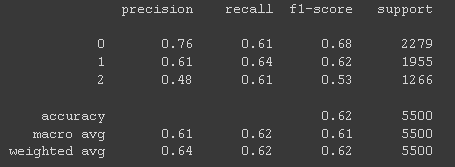 precision recall f1-score support
0 0.76 0.61 0.68 2279
1 0.61 0.64 0.62 1955
2 0.48 0.61 0.53 1266
accuracy 0.62 5500
macro avg 0.61 0.62 0.61 5500
weighted avg 0.64 0.62 0.62 5500